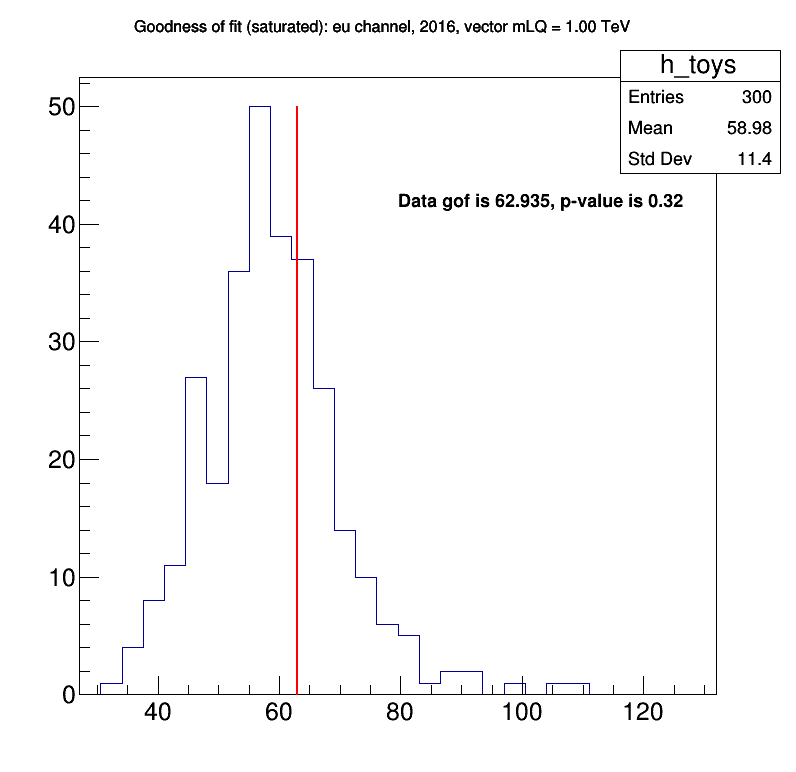 Goodness of fit (saturated): eu channel, 2016, vector mLQ = 1.00 TeV
h_toys
Entries 300
Mean 58.98
Std Dev 11.4
Data gof is 62.935, p-value is 0.32
50
40
30
20
10
0
40 60 80 100 120